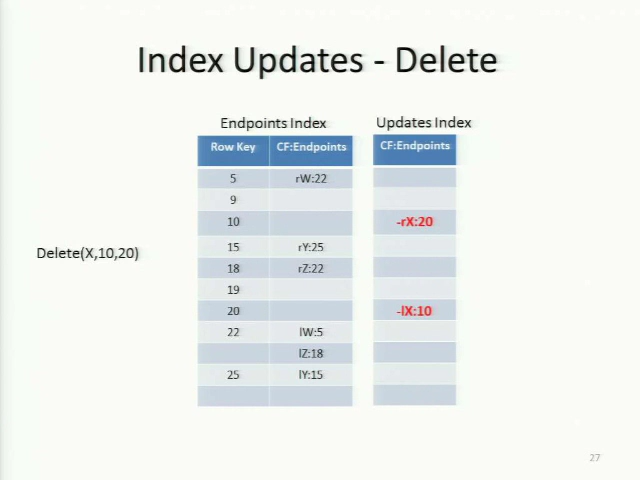 Index Updates - Delete
Endpoints Index
Updates Index
Row Key CF:Endpoints CF:Endpoints
5 rW:22
9
10 -rX:20
Delete(X,10,20)
15 rY:25
18 rZ:22
19
20 -lX:10
22 lW:5
lZ:18
25 lY:15
27